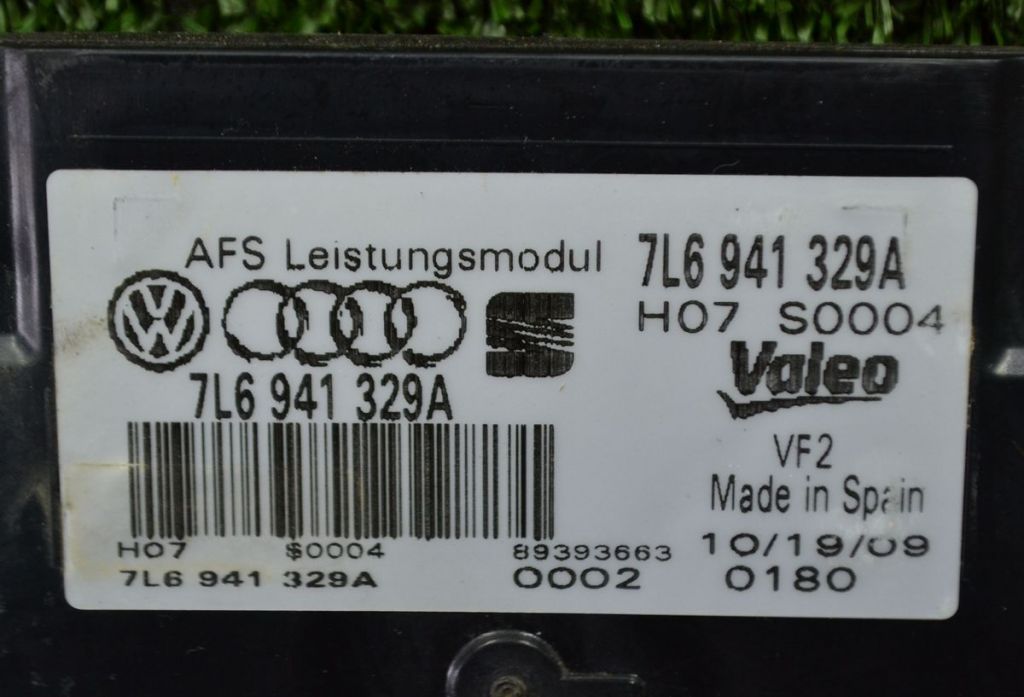 AFS Leistungsmodul
7L6 941 329A
H07 S0004
Valeo
7L6 941 329A
VF2
Made in Spain
H07 S0004 89393663
10/19/09
7L6 941 329A 0002
0180